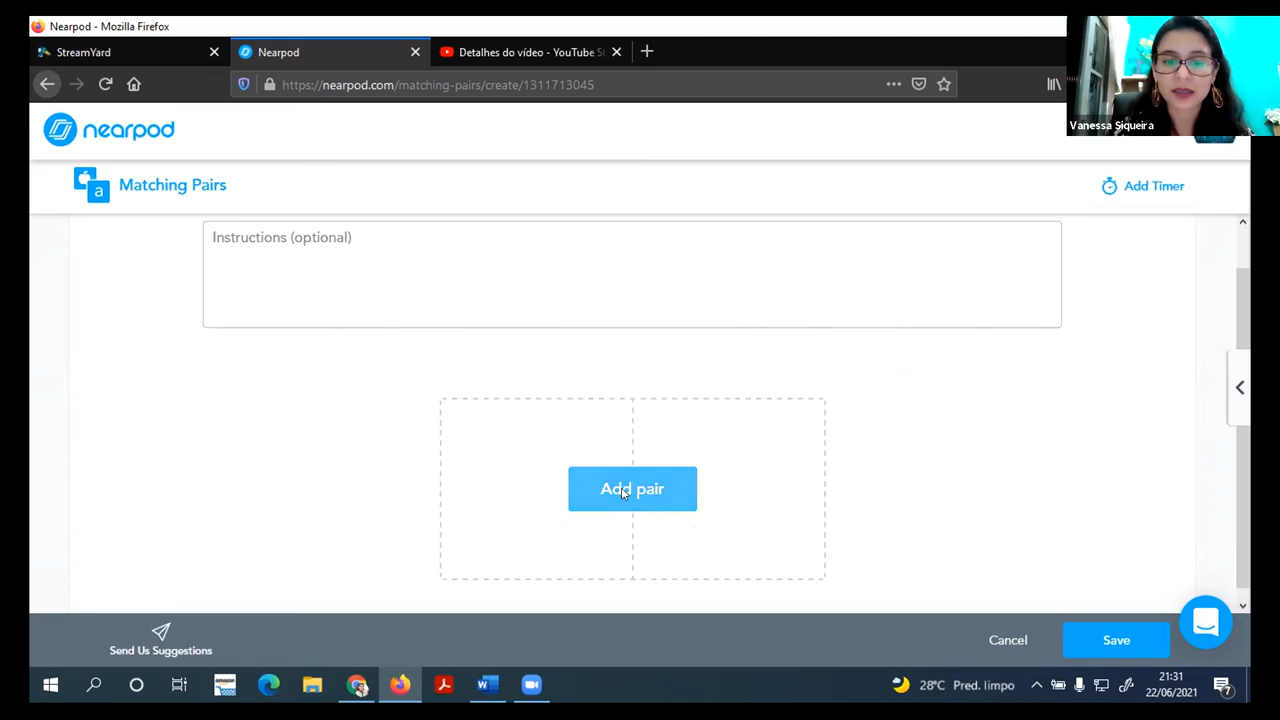 Nearpod - Mozilla Firefox
StreamYard
Nearpod
Detalhes do vídeo - YouTube St
https://nearpod.com/matching-pairs/create/1311713045
Vanessa Siqueira
nearpod
a
Matching Pairs
Add Timer
Instructions (optional)
Add pair
Send Us Suggestions
Cancel
Save
28°C Pred. limpo
21:31
22/06/2021
7